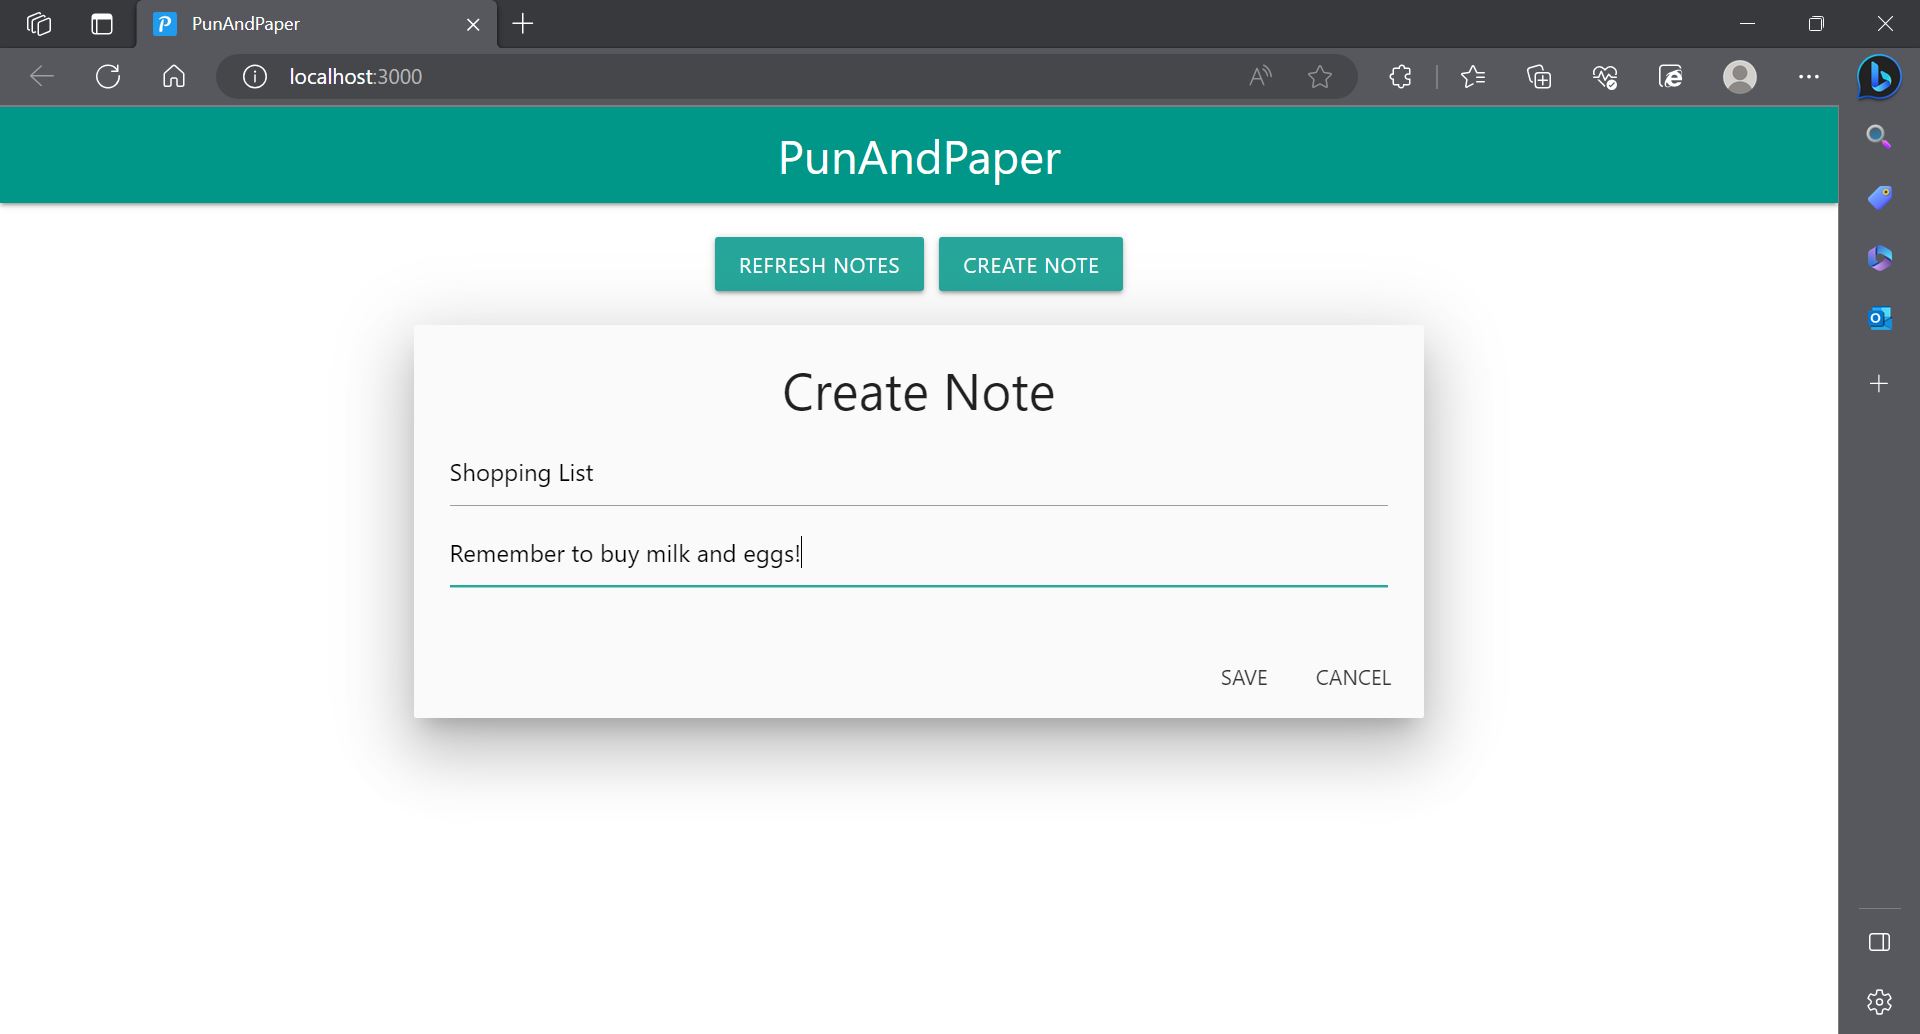 PunAndPaper
localhost:3000
PunAndPaper
REFRESH NOTES CREATE NOTE
Create Note
Shopping List
Remember to buy milk and eggs!
SAVE CANCEL